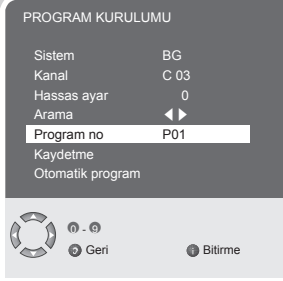 PROGRAM KURULUMU
Sistem BG
Kanal C 03
Hassas ayar 0
Arama
Program no P01
Kaydetme
Otomatik program
0 - 9
Geri
i Bitirme